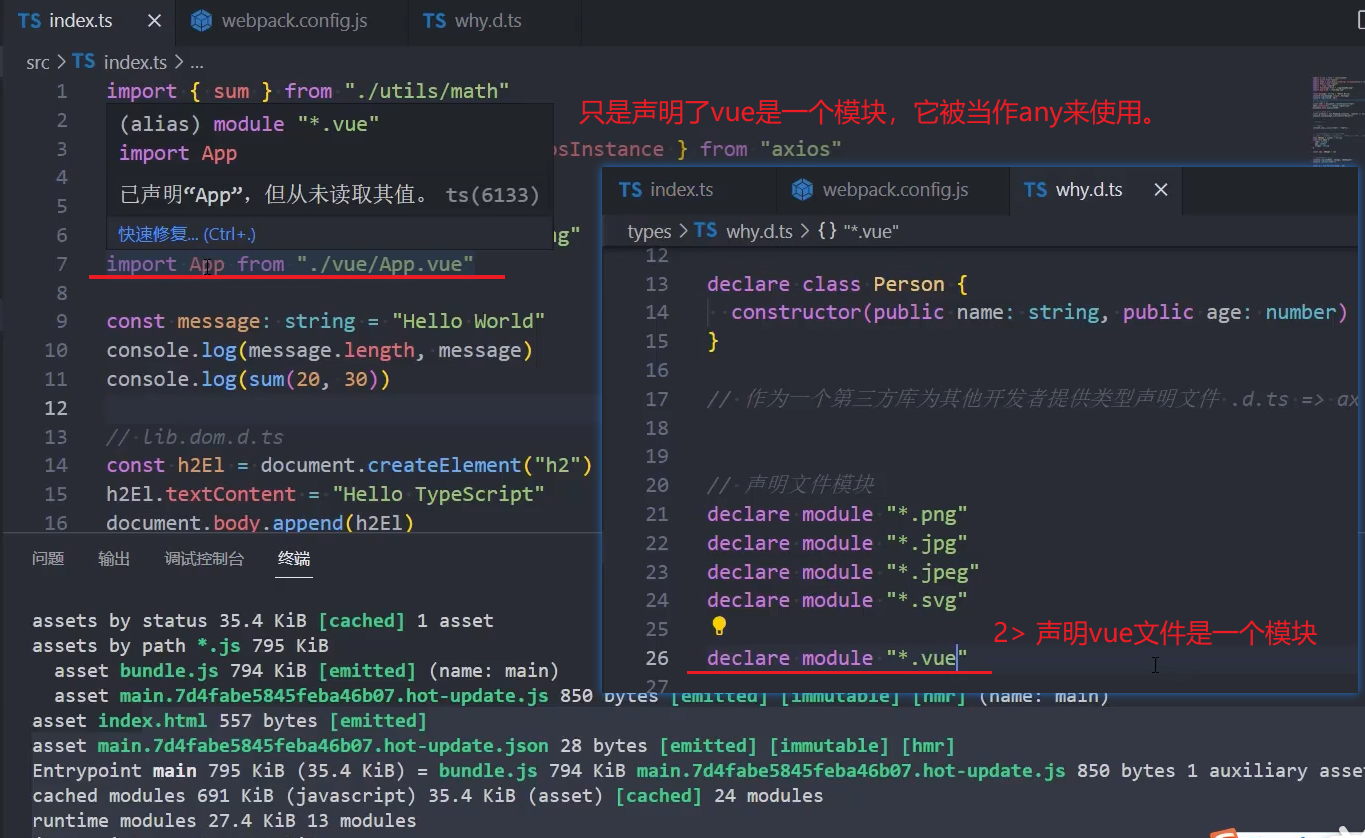 TS index.ts × webpack.config.js TS why.d.ts
src > TS index.ts > ...
1 import { sum } from "./utils/math"
2
(alias) module "*.vue"
import App
只是声明了vue是一个模块，它被当作any来使用。
3 osInstance } from "axios"
4
已声明“App”，但从未读取其值。 ts(6133)
5
快速修复... (Ctrl+.)
6 ng"
7 import App from "./vue/App.vue"
8
9 const message: string = "Hello World"
10 console.log(message.length, message)
11 console.log(sum(20, 30))
12
13 // lib.dom.d.ts
14 const h2El = document.createElement("h2")
15 h2El.textContent = "Hello TypeScript"
16 document.body.append(h2El)
TS index.ts webpack.config.js TS why.d.ts ×
types > TS why.d.ts > {} "*.vue"
12
13 declare class Person {
14 constructor(public name: string, public age: number)
15 }
16
17 // 作为一个第三方库为其他开发者提供类型声明文件 .d.ts => ax
18
19
20 // 声明文件模块
21 declare module "*.png"
22 declare module "*.jpg"
23 declare module "*.jpeg"
24 declare module "*.svg"
25
2> 声明vue文件是一个模块
26 declare module "*.vue"
27
问题 输出 调试控制台 终端
assets by status 35.4 KiB [cached] 1 asset
assets by path *.js 795 KiB
asset bundle.js 794 KiB [emitted] (name: main)
asset main.7d4fabe5845feba46b07.hot-update.js 850 bytes [emitted] [immutable] [hmr] (name: main)
asset index.html 557 bytes [emitted]
asset main.7d4fabe5845feba46b07.hot-update.json 28 bytes [emitted] [immutable] [hmr]
Entrypoint main 795 KiB (35.4 KiB) = bundle.js 794 KiB main.7d4fabe5845feba46b07.hot-update.js 850 bytes 1 auxiliary asse
cached modules 691 KiB (javascript) 35.4 KiB (asset) [cached] 24 modules
runtime modules 27.4 KiB 13 modules